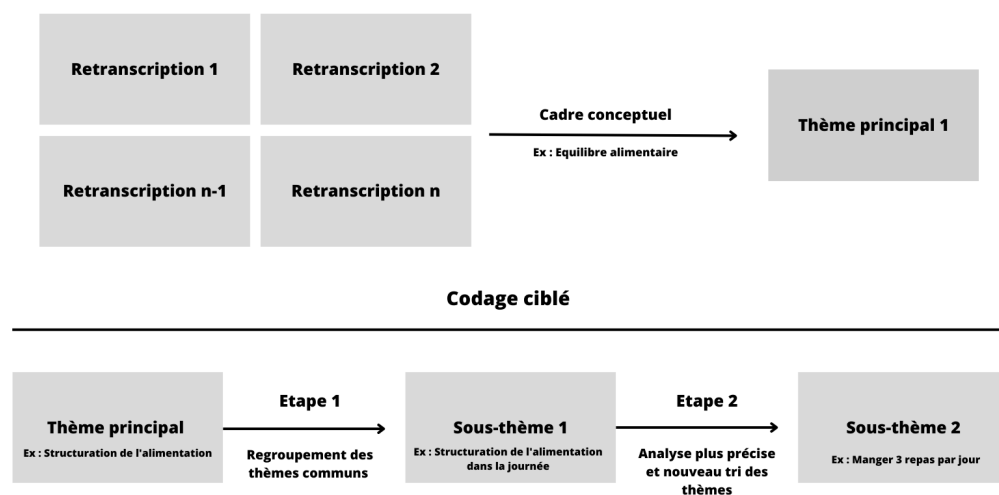 Retranscription 1
Retranscription 2
Retranscription n-1
Retranscription n
Cadre conceptuel
Ex : Equilibre alimentaire
Thème principal 1
Codage ciblé
Thème principal
Ex : Structuration de l'alimentation
Etape 1
Regroupement des
thèmes communs
Sous-thème 1
Ex : Structuration de l'alimentation
dans la journée
Etape 2
Analyse plus précise
et nouveau tri des
thèmes
Sous-thème 2
Ex : Manger 3 repas par jour